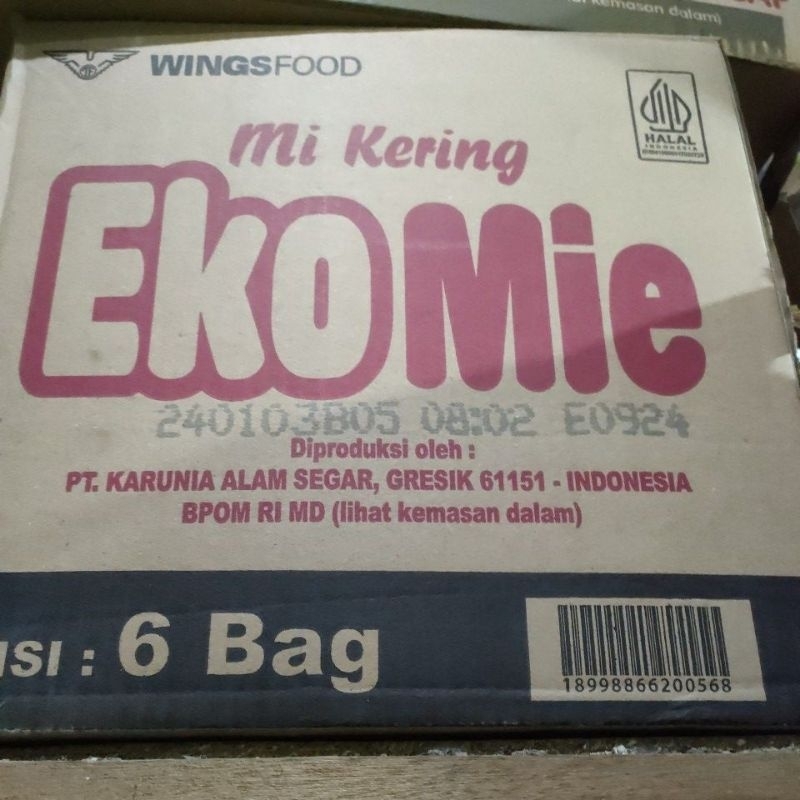 kemasan dalam)
WINGSFOOD
HALAL
INDONESIA
Mi Kering
EKOMie
240103B05 08:02 E0924
Diproduksi oleh :
PT. KARUNIA ALAM SEGAR, GRESIK 61151 - INDONESIA
BPOM RI MD (lihat kemasan dalam)
ISI : 6 Bag
18998866200568